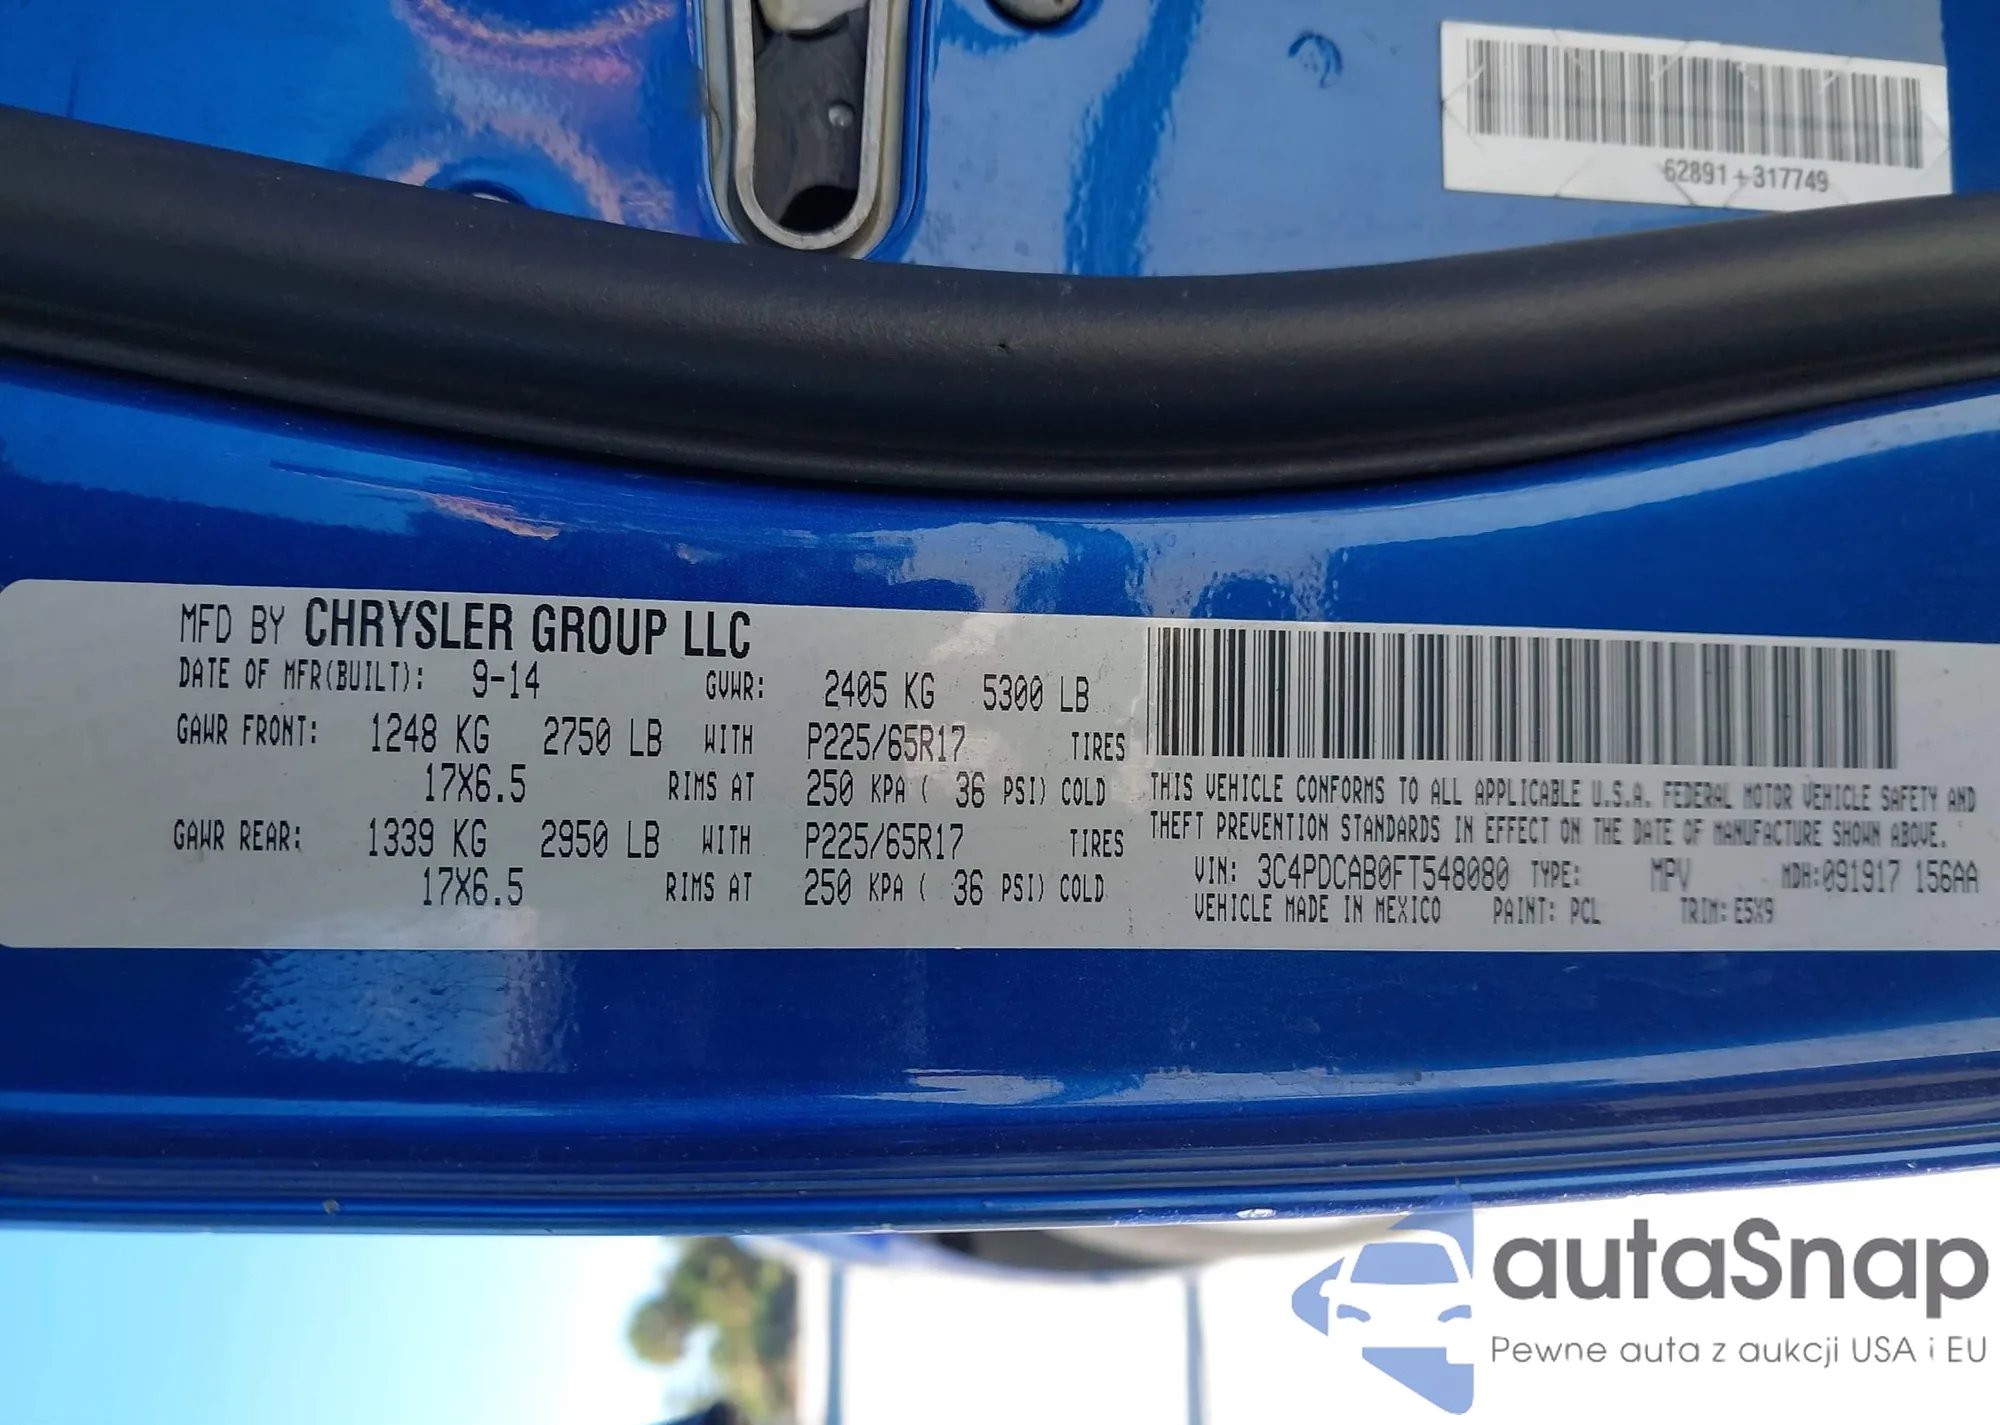 62891+317749
MFD BY CHRYSLER GROUP LLC
DATE OF MFR(BUILT): 9-14 GVWR: 2405 KG 5300 LB
GAWR FRONT: 1248 KG 2750 LB WITH P225/65R17 TIRES
17X6.5 RIMS AT 250 KPA ( 36 PSI) COLD
GAWR REAR: 1339 KG 2950 LB WITH P225/65R17 TIRES
17X6.5 RIMS AT 250 KPA ( 36 PSI) COLD
THIS VEHICLE CONFORMS TO ALL APPLICABLE U.S.A. FEDERAL MOTOR VEHICLE SAFETY AND
THEFT PREVENTION STANDARDS IN EFFECT ON THE DATE OF MANUFACTURE SHOWN ABOVE.
VIN: 3C4PDCAB0FT548080 TYPE: MPV MDH:091917 156AA
VEHICLE MADE IN MEXICO PAINT: PCL TRIM: E5X9
autaSnap
Pewne auta z aukcji USA i EU